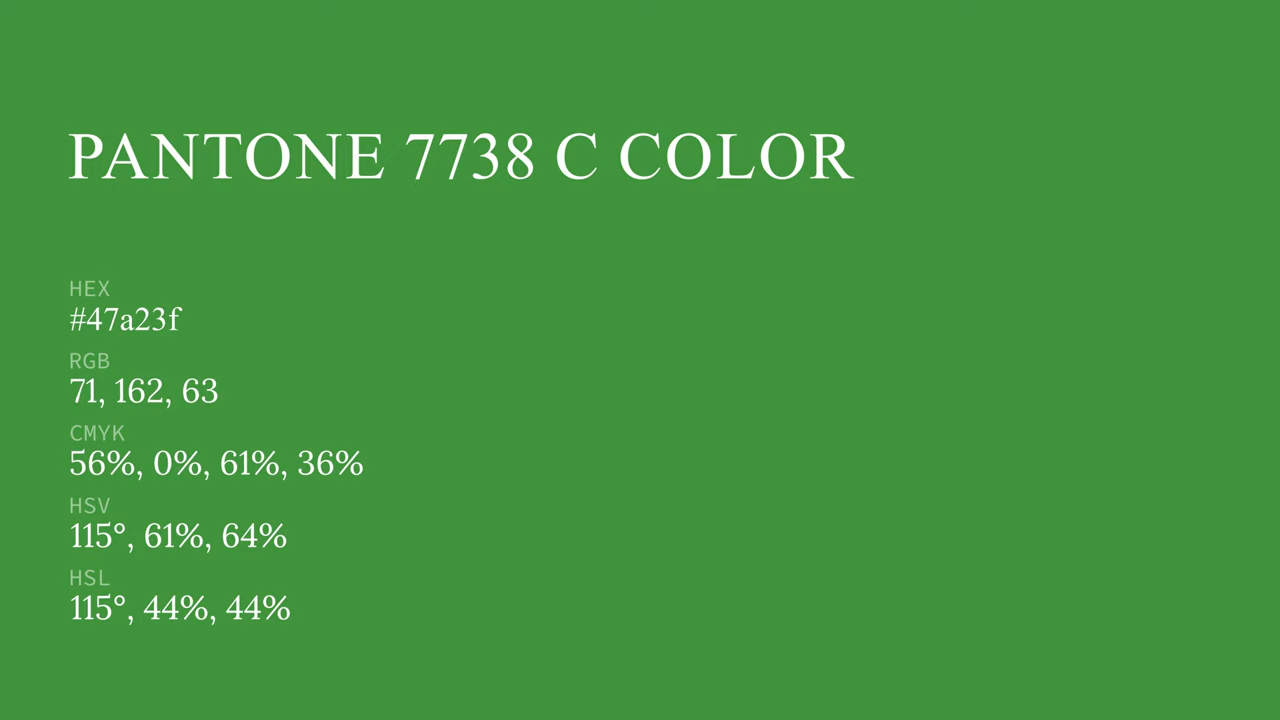 PANTONE 7738 C COLOR
HEX
#47a23f
RGB
71, 162, 63
CMYK
56%, 0%, 61%, 36%
HSV
115°, 61%, 64%
HSL
115°, 44%, 44%